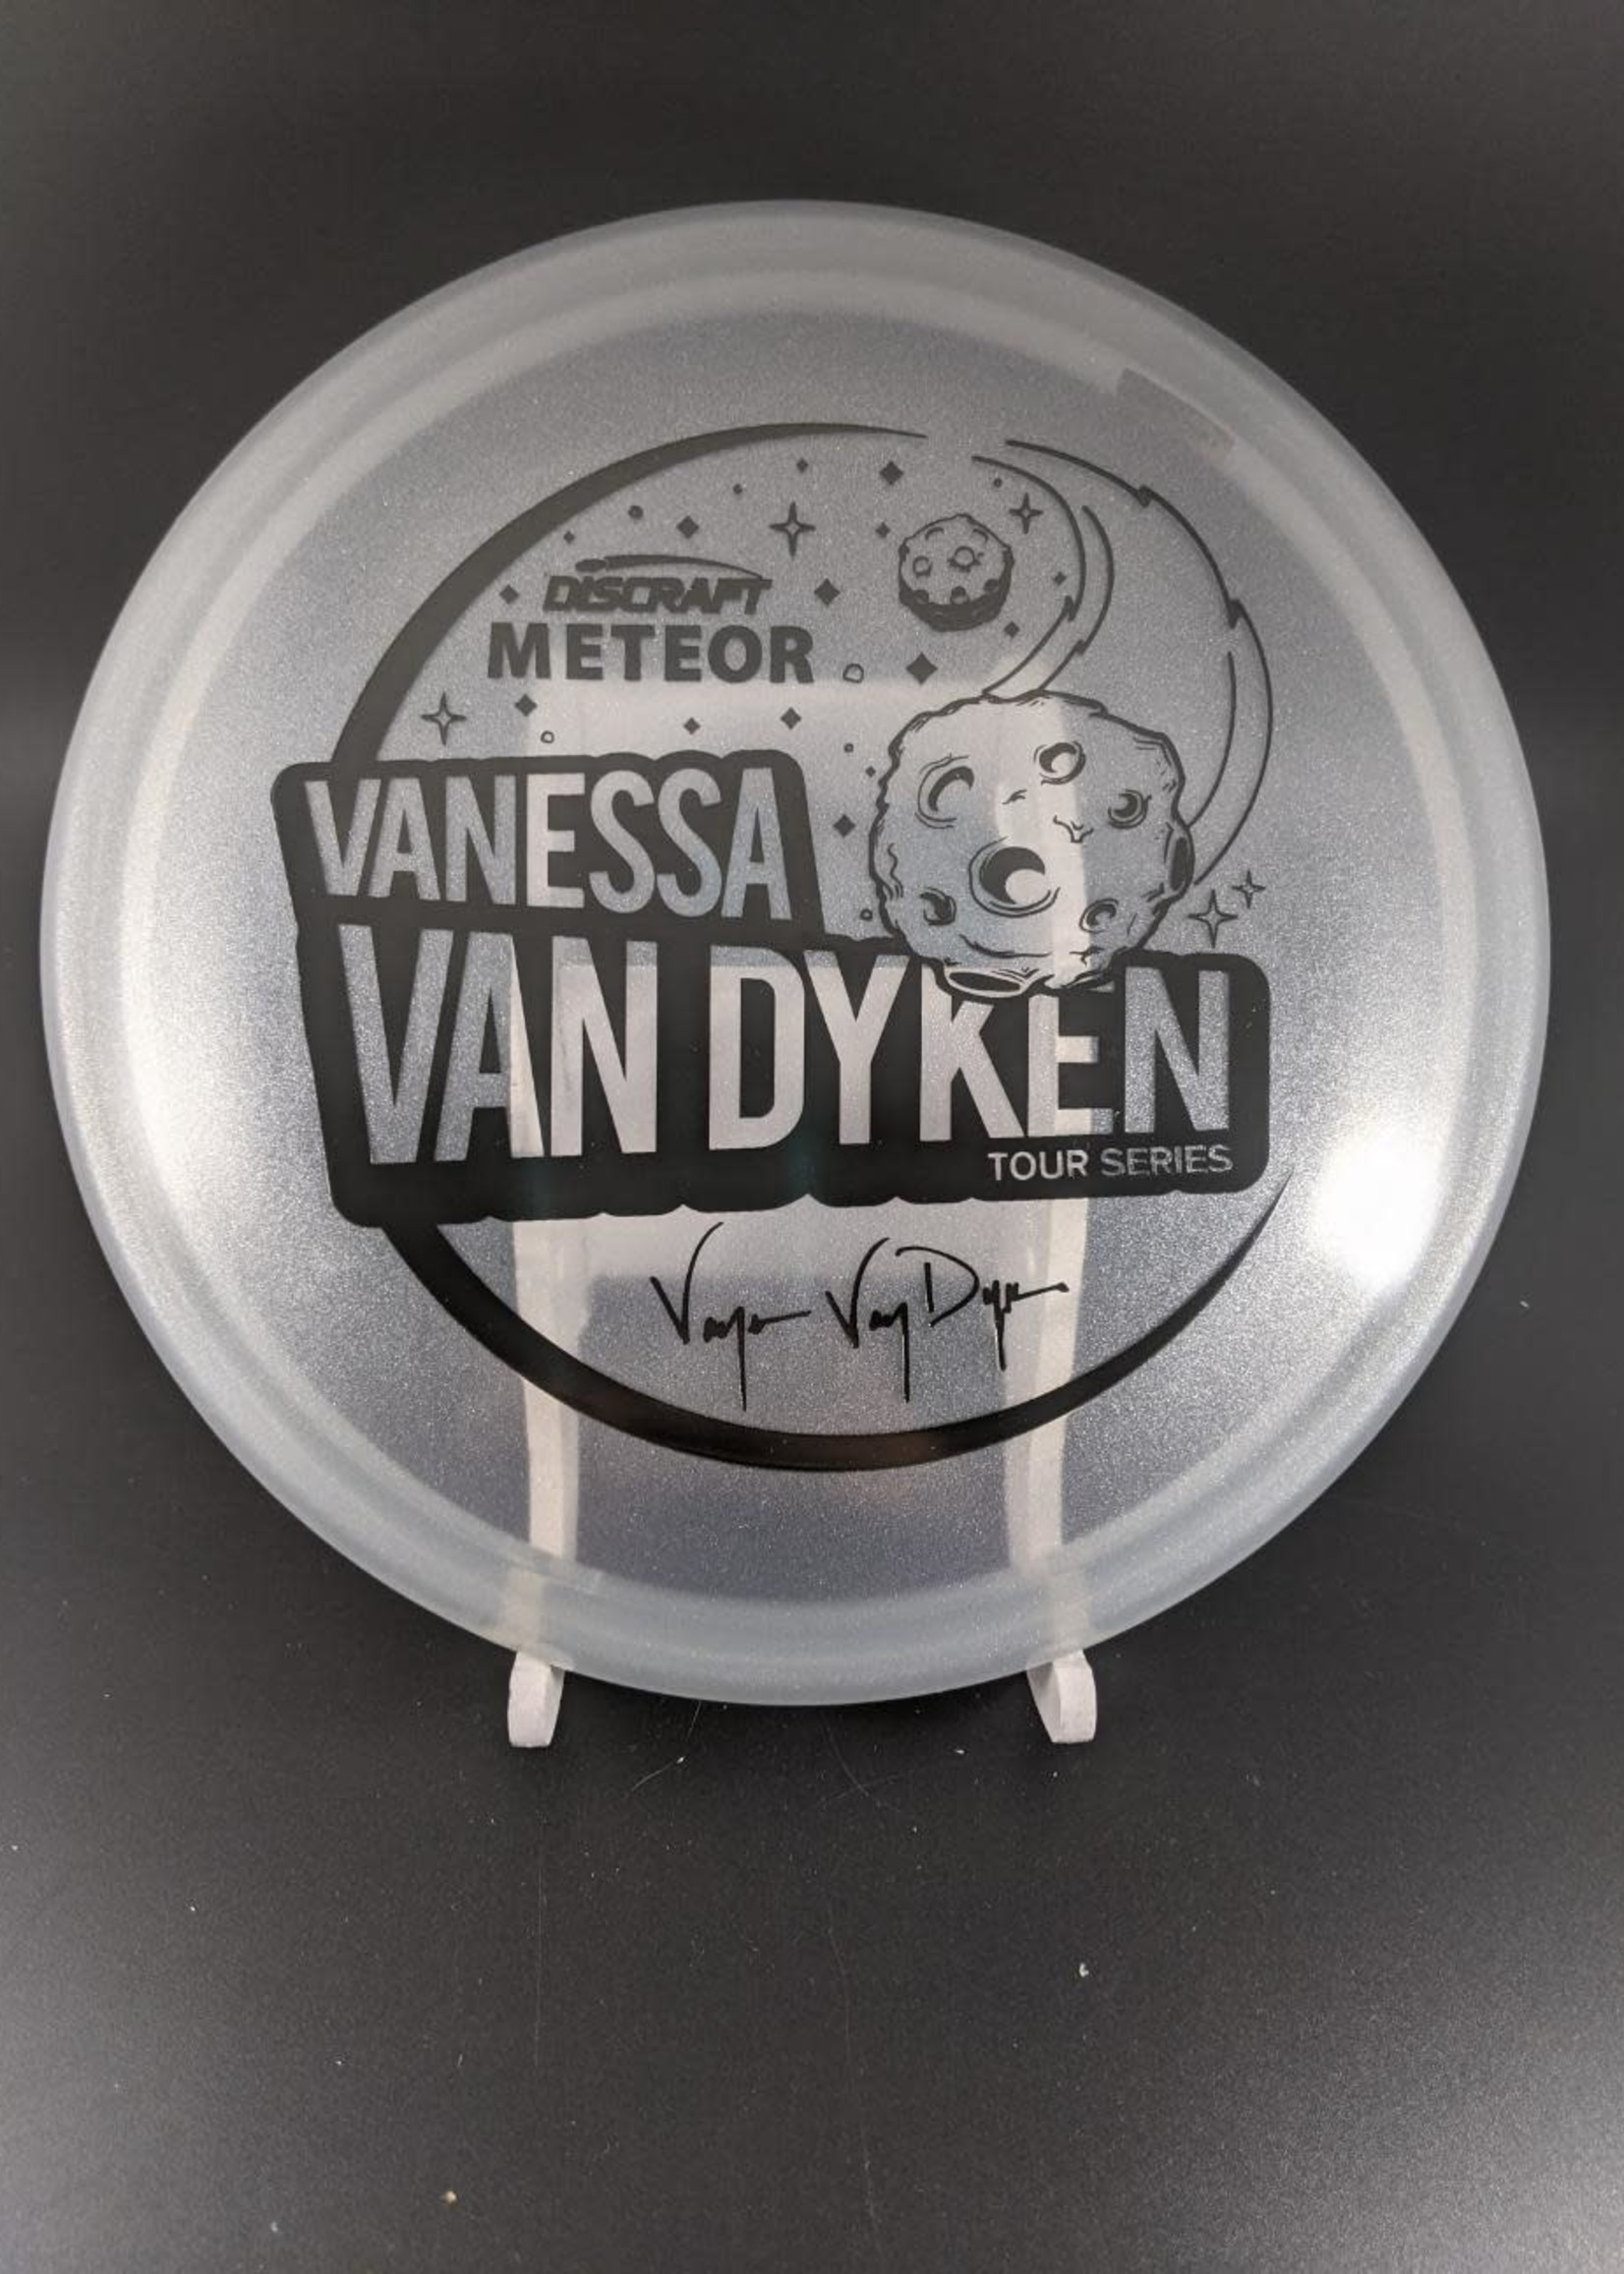 DISCRAFT
METEOR
VANESSA
VAN DYKEN
TOUR SERIES